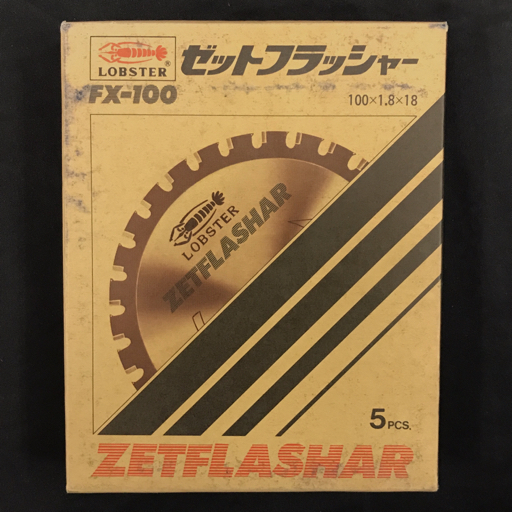 LOBSTER®
ゼットフラッシャー
FX-100
100×1.8×18
LOBSTER
ZETFLASHAR
5PCS.
ZETFLASHAR